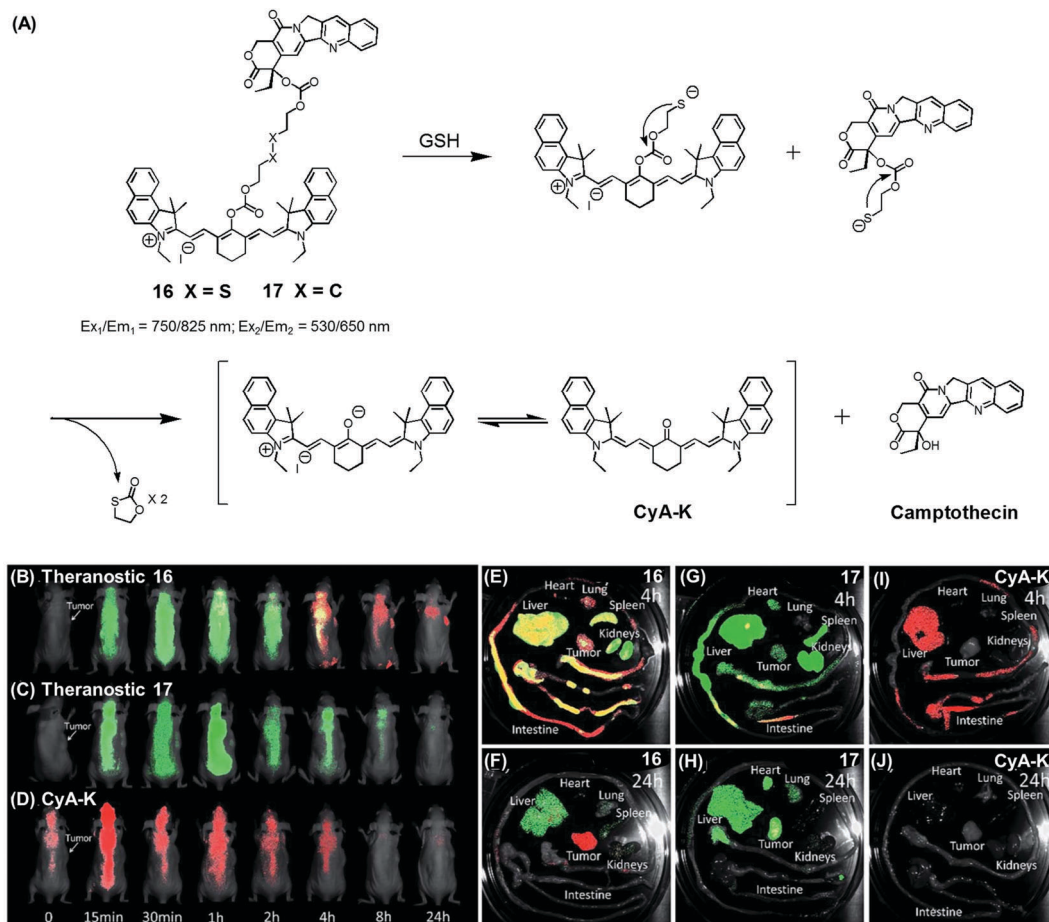 (A)
GSH
+
16 X = S 17 X = C
Ex1/Em1 = 750/825 nm; Ex2/Em2 = 530/650 nm
X 2
CyA-K
+
Camptothecin
(B) Theranostic 16
Tumor
(C) Theranostic 17
Tumor
(D) CyA-K
Tumor
0 15min 30min 1h 2h 4h 8h 24h
(E) 16
4h
Heart
Lung
Liver
Spleen
Kidneys
Tumor
Intestine
(G) 17
4h
Heart
Lung
Spleen
Kidneys
Liver
Tumor
Intestine
(I) CyA-K
4h
Heart
Lung
Spleen
Kidneys
Liver
Tumor
Intestine
(F) 16
24h
Heart
Liver
Lung
Spleen
Tumor
Kidneys
Intestine
(H) 17
24h
Heart
Liver
Lung
Spleen
Tumor
Kidneys
Intestine
(J) CyA-K
24h
Heart
Liver
Lung
Spleen
Tumor
Kidneys
Intestine